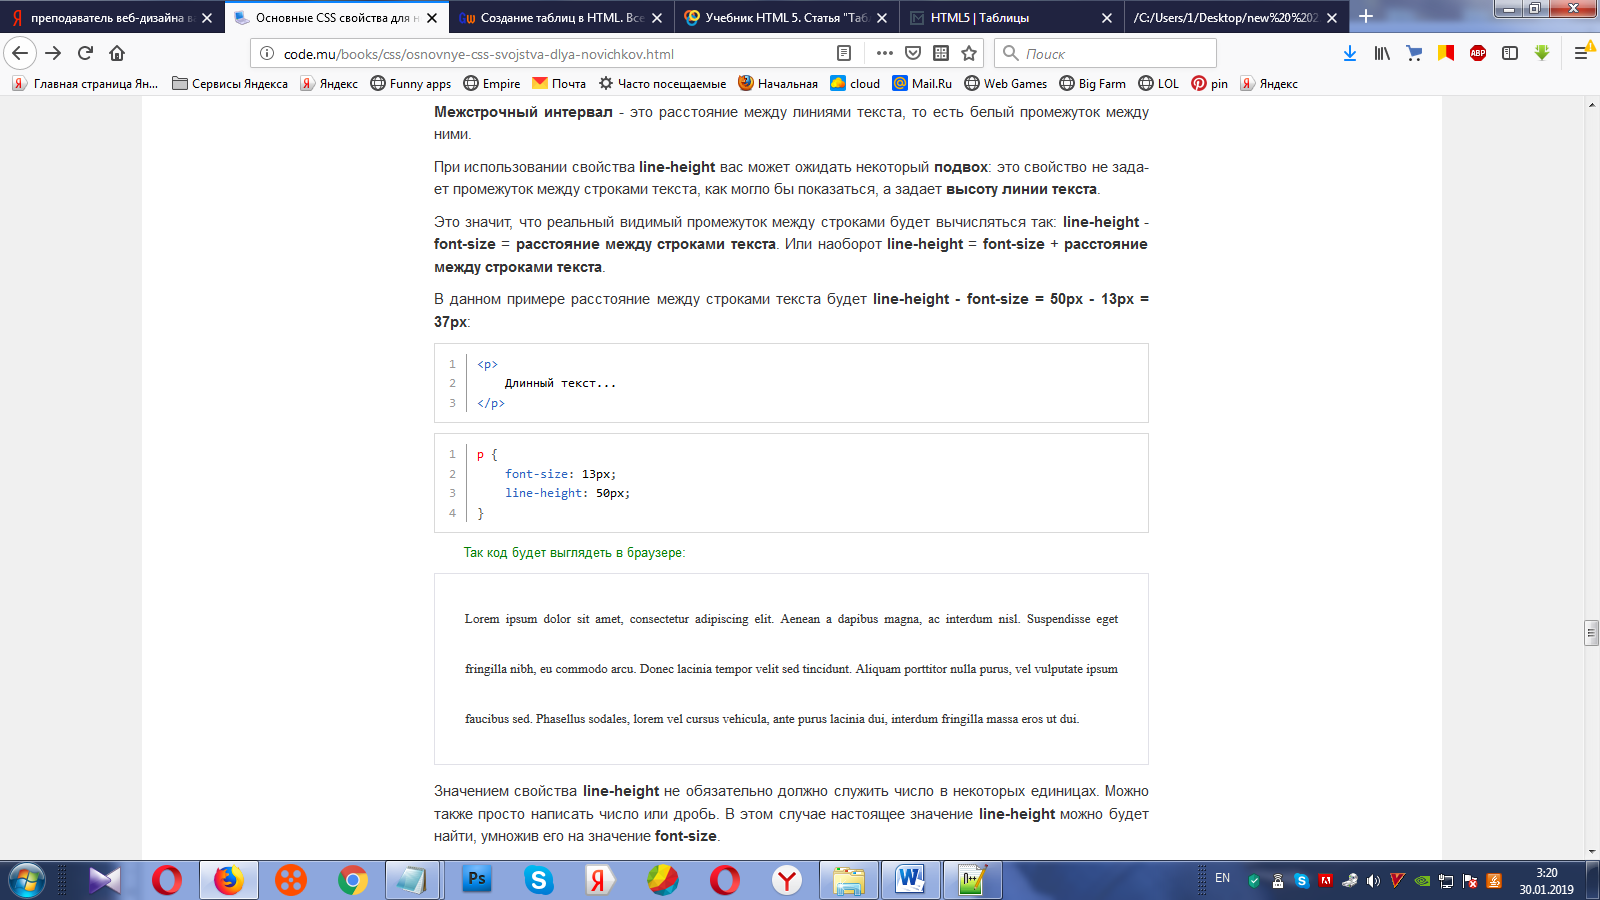 преподаватель веб-дизайна ва
Основные CSS свойства для н
Создание таблиц в HTML. Все
Учебник HTML 5. Статья "Табл
HTML5 | Таблицы
/C:/Users/1/Desktop/new%20%202
code.mu/books/css/osnovnye-css-svojstva-dlya-novichkov.html
Поиск
ABP
Главная страница Ян...
Сервисы Яндекса
Яндекс
Funny apps
Empire
Почта
Часто посещаемые
Начальная
cloud
Mail.Ru
Web Games
Big Farm
LOL
pin
Яндекс
Межстрочный интервал - это расстояние между линиями текста, то есть белый промежуток между
ними.
При использовании свойства line-height вас может ожидать некоторый подвох: это свойство не зада-
ет промежуток между строками текста, как могло бы показаться, а задает высоту линии текста.
Это значит, что реальный видимый промежуток между строками будет вычисляться так: line-height -
font-size = расстояние между строками текста. Или наоборот line-height = font-size + расстояние
между строками текста.
В данном примере расстояние между строками текста будет line-height - font-size = 50px - 13px =
37px:
1 <p>
2 Длинный текст...
3 </p>
1 p {
2 font-size: 13px;
3 line-height: 50px;
4 }
Так код будет выглядеть в браузере:
Lorem ipsum dolor sit amet, consectetur adipiscing elit. Aenean a dapibus magna, ac interdum nisl. Suspendisse eget
fringilla nibh, eu commodo arcu. Donec lacinia tempor velit sed tincidunt. Aliquam porttitor nulla purus, vel vulputate ipsum
faucibus sed. Phasellus sodales, lorem vel cursus vehicula, ante purus lacinia dui, interdum fringilla massa eros ut dui.
Значением свойства line-height не обязательно должно служить число в некоторых единицах. Можно
также просто написать число или дробь. В этом случае настоящее значение line-height можно будет
найти, умножив его на значение font-size.
Ps
EN
3:20
30.01.2019